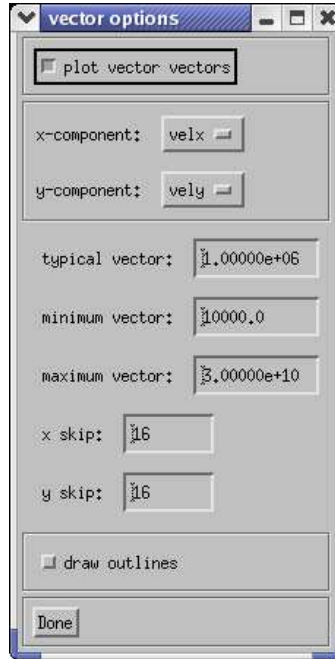 vector options
plot vector vectors
x-component: velx
y-component: vely
typical vector: 1.00000e+06
minimum vector: 10000.0
maximum vector: 3.00000e+10
x skip: 16
y skip: 16
draw outlines
Done